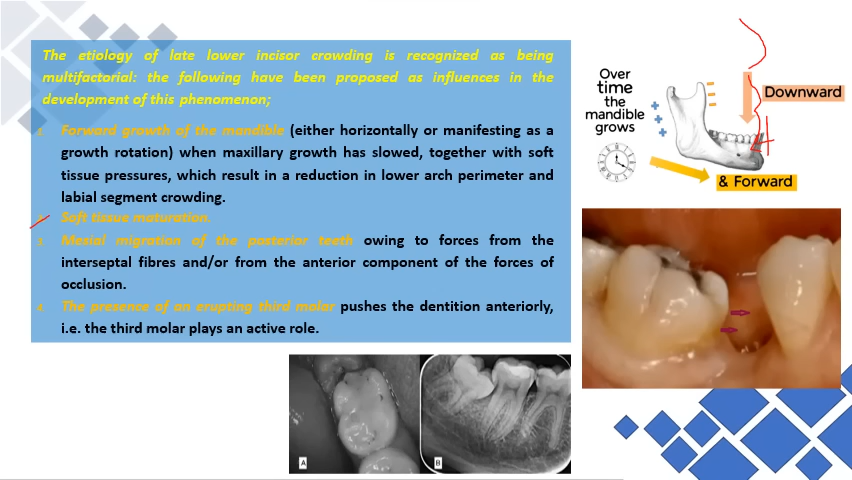 The etiology of late lower incisor crowding is recognized as being
multifactorial: the following have been proposed as influences in the
development of this phenomenon;
1. Forward growth of the mandible (either horizontally or manifesting as a
growth rotation) when maxillary growth has slowed, together with soft
tissue pressures, which result in a reduction in lower arch perimeter and
labial segment crowding.
2. Soft tissue maturation.
3. Mesial migration of the posterior teeth owing to forces from the
interseptal fibres and/or from the anterior component of the forces of
occlusion.
4. The presence of an erupting third molar pushes the dentition anteriorly,
i.e. the third molar plays an active role.
Over
time
the
mandible
grows
Downward
& Forward
A
B